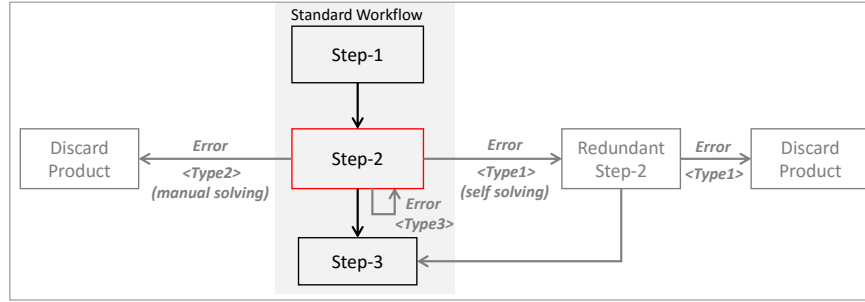 Standard Workflow
Step-1
Discard
Product
Error
<Type2>
(manual solving)
Step-2
Error
<Type1>
(self solving)
Redundant
Step-2
Error
<Type1>
Discard
Product
Error
<Type3>
Step-3